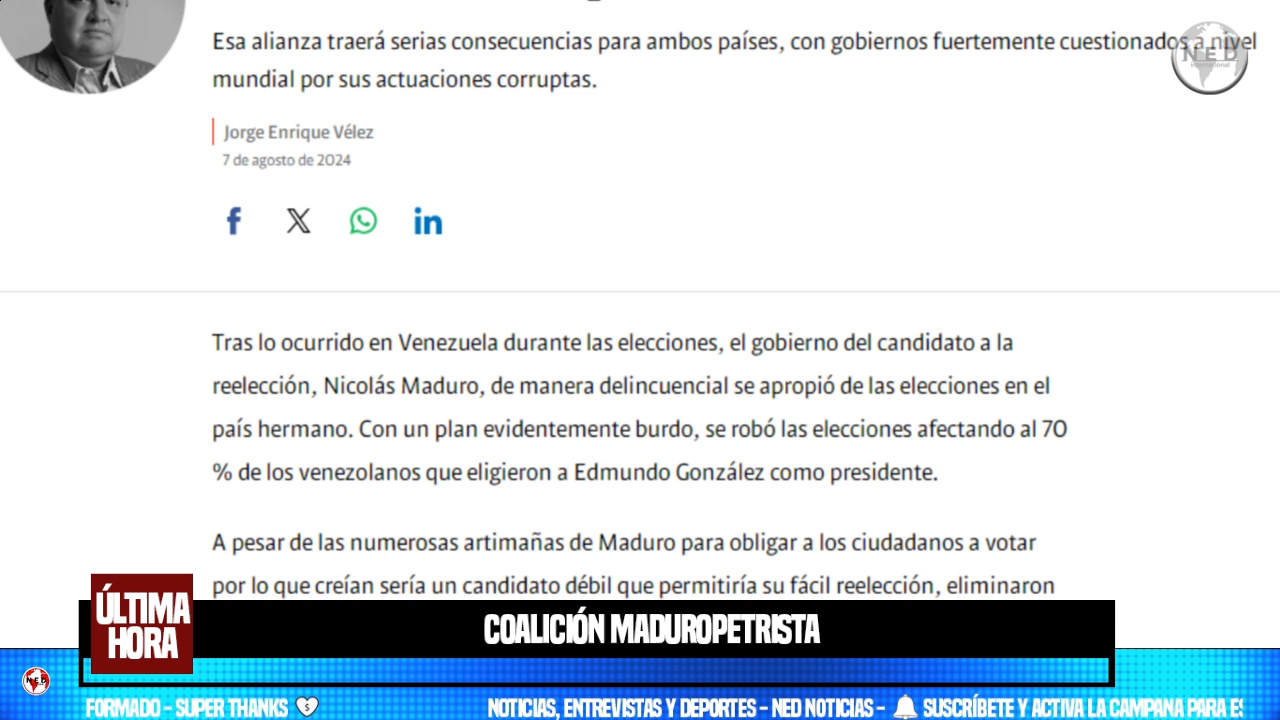 Esa alianza traerá serias consecuencias para ambos países, con gobiernos fuertemente cuestionados a nivel
mundial por sus actuaciones corruptas.
NED
international
Jorge Enrique Vélez
7 de agosto de 2024
Tras lo ocurrido en Venezuela durante las elecciones, el gobierno del candidato a la
reelección, Nicolás Maduro, de manera delincuencial se apropió de las elecciones en el
país hermano. Con un plan evidentemente burdo, se robó las elecciones afectando al 70
% de los venezolanos que eligieron a Edmundo González como presidente.
A pesar de las numerosas artimañas de Maduro para obligar a los ciudadanos a votar
por lo que creían sería un candidato débil que permitiría su fácil reelección, eliminaron
ÚLTIMA
HORA
COALICIÓN MADUROPETRISTA
NED
FORMADO - SUPER THANKS NOTICIAS, ENTREVISTAS Y DEPORTES - NED NOTICIAS - SUSCRÍBETE Y ACTIVA LA CAMPANA PARA